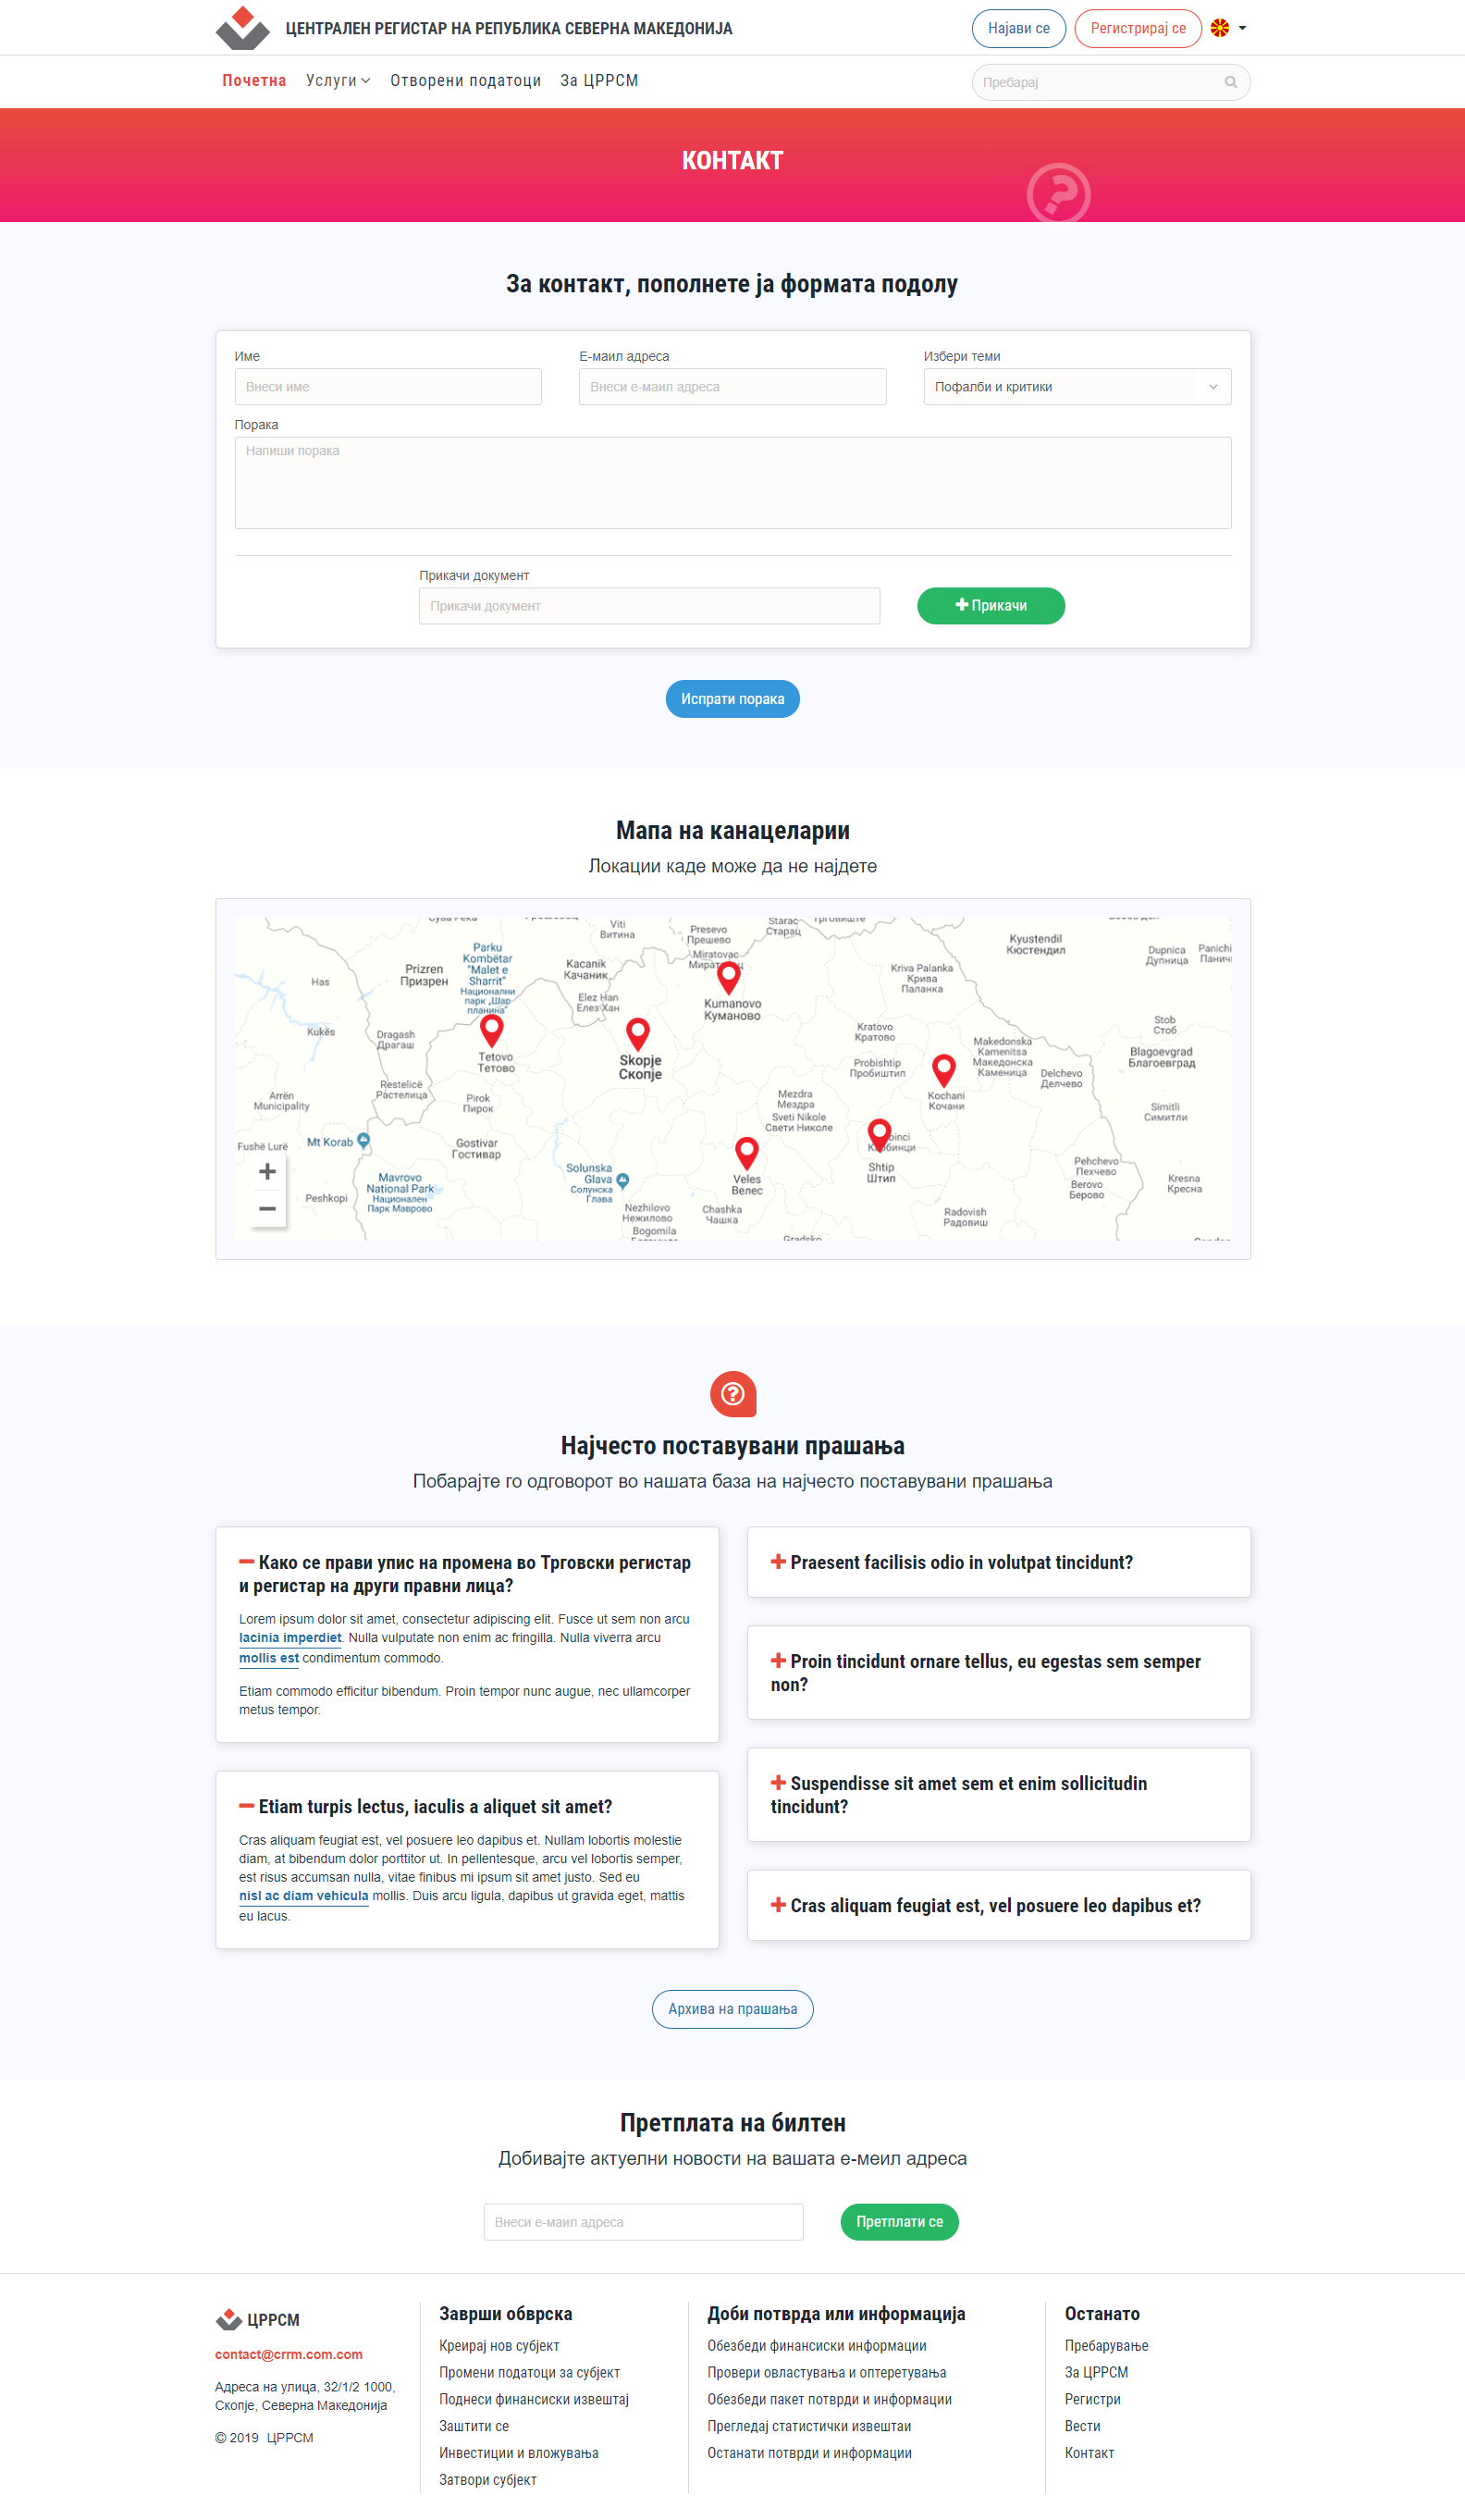 ЦЕНТРАЛЕН РЕГИСТАР НА РЕПУБЛИКА СЕВЕРНА МАКЕДОНИЈА
Најави се
Регистрирај се
Почетна
Услуги
Отворени податоци
За ЦРРСМ
Пребарај
КОНТАКТ
За контакт, пополнете ја формата подолу
Име
Е-маил адреса
Избери теми
Внеси име
Внеси е-маил адреса
Пофалби и критики
Порака
Напиши порака
Прикачи документ
Прикачи документ
Прикачи
Испрати порака
Мапа на канацеларии
Локации каде може да не најдете
Viti
Витина
Presevo
Прешево
Starac
Старац
Трговиште
Kyustendil
Кюстендил
Dupnica
Дупница
Panichi
Панич
Parku
Kombëtar
"Malet e
Sharrit"
Национални
парк „Шар
планина"
Prizren
Призрен
Has
Kacanik
Качаник
Elez Han
Елез Хан
Miratovac
Kumanovo
Куманово
Kriva Palanka
Крива
Паланка
Kukës
Dragash
Драгаш
Tetovo
Тетово
Skopje
Скопје
Kratovo
Кратово
Probishtip
Пробиштип
Makedonska
Kamenitsa
Македонска
Каменица
Delchevo
Делчево
Stob
Стоб
Blagoevgrad
Благоевград
Restelicë
Растелица
Arrën
Municipality
Pirok
Пирок
Mezdra
Мездра
Sveti Nikole
Свети Николе
Kochani
Кочани
Simitli
Симитли
Fushë Lurë
Mt Korab
Gostivar
Гостивар
Shtip
Штип
Veles
Велес
Solunska
Glava
Солунска
Глава
Mavrovo
National Park
Национален
Парк Маврово
Peshkopi
Pehchevo
Пехчево
Berovo
Берово
Kresna
Кресна
Nezhilovo
Нежилово
Bogomila
Chashka
Чашка
Gradsko
Radovish
Радовиш
Најчесто поставувани прашања
Побарајте го одговорот во нашата база на најчесто поставувани прашања
Како се прави упис на промена во Трговски регистар
и регистар на други правни лица?
Lorem ipsum dolor sit amet, consectetur adipiscing elit. Fusce ut sem non arcu
lacinia imperdiet. Nulla vulputate non enim ac fringilla. Nulla viverra arcu
mollis est condimentum commodo.
Etiam commodo efficitur bibendum. Proin tempor nunc augue, nec ullamcorper
metus tempor.
Etiam turpis lectus, iaculis a aliquet sit amet?
Cras aliquam feugiat est, vel posuere leo dapibus et. Nullam lobortis molestie
diam, at bibendum dolor porttitor ut. In pellentesque, arcu vel lobortis semper,
est risus accumsan nulla, vitae finibus mi ipsum sit amet justo. Sed eu
nisl ac diam vehicula mollis. Duis arcu ligula, dapibus ut gravida eget, mattis
eu lacus.
Praesent facilisis odio in volutpat tincidunt?
Proin tincidunt ornare tellus, eu egestas sem semper
non?
Suspendisse sit amet sem et enim sollicitudin
tincidunt?
Cras aliquam feugiat est, vel posuere leo dapibus et?
Архива на прашања
Претплата на билтен
Добивајте актуелни новости на вашата е-меил адреса
Внеси е-маил адреса
Претплати се
ЦРРСМ
contact@crrm.com.com
Адреса на улица, 32/1/2 1000,
Скопје, Северна Македонија
© 2019 ЦРРСМ
Заврши обврска
Креирај нов субјект
Промени податоци за субјект
Поднеси финансиски извештај
Заштити се
Инвестиции и вложувања
Затвори субјект
Доби потврда или информација
Обезбеди финансиски информации
Провери овластувања и оптеретувања
Обезбеди пакет потврди и информации
Прегледај статистички извештаи
Останати потврди и информации
Останато
Пребарување
За ЦРРСМ
Регистри
Вести
Контакт